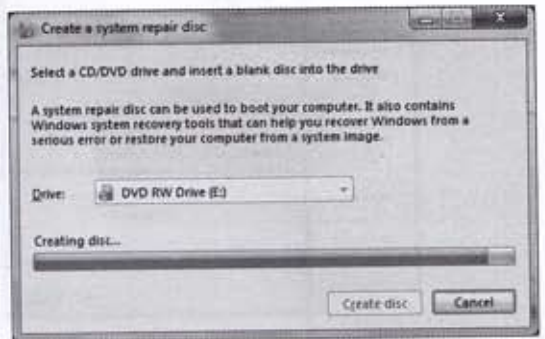 Create a system repair disc
Select a CD/DVD drive and insert a blank disc into the drive
A system repair disc can be used to boot your computer. It also contains
Windows system recovery tools that can help you recover Windows from a
serious error or restore your computer from a system image.
Drive: DVD RW Drive (E:)
Creating disc...
Create disc Cancel